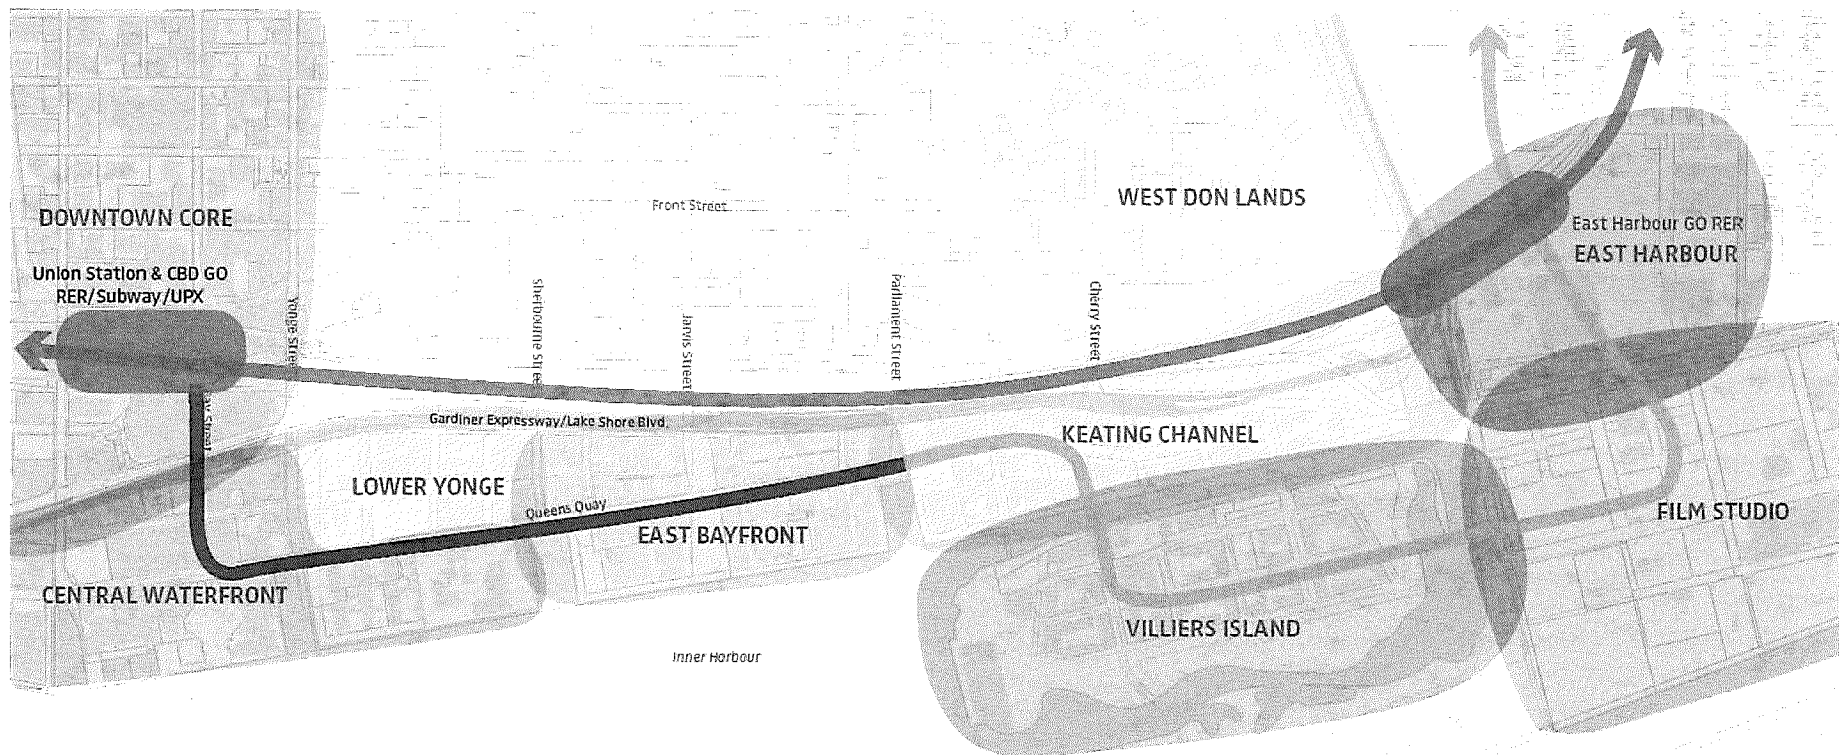 WEST DON LANDS
Front Street
DOWNTOWN CORE
East Harbour GO RER
EAST HARBOUR
Union Station & CBD GO
RER/Subway/UPX
Yonge Street
Sherbourne Street
Jarvis Street
Parliament Street
Cherry Street
Gardiner Expressway/Lake Shore Blvd.
KEATING CHANNEL
LOWER YONGE
Queens Quay
EAST BAYFRONT
FILM STUDIO
CENTRAL WATERFRONT
VILLIERS ISLAND
Inner Harbour